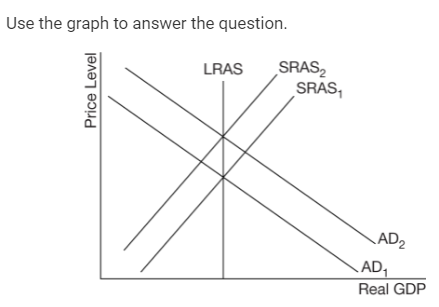 Use the graph to answer the question.
Price Level
LRAS
SRAS₂
SRAS₁
AD₂
AD₁
Real GDP